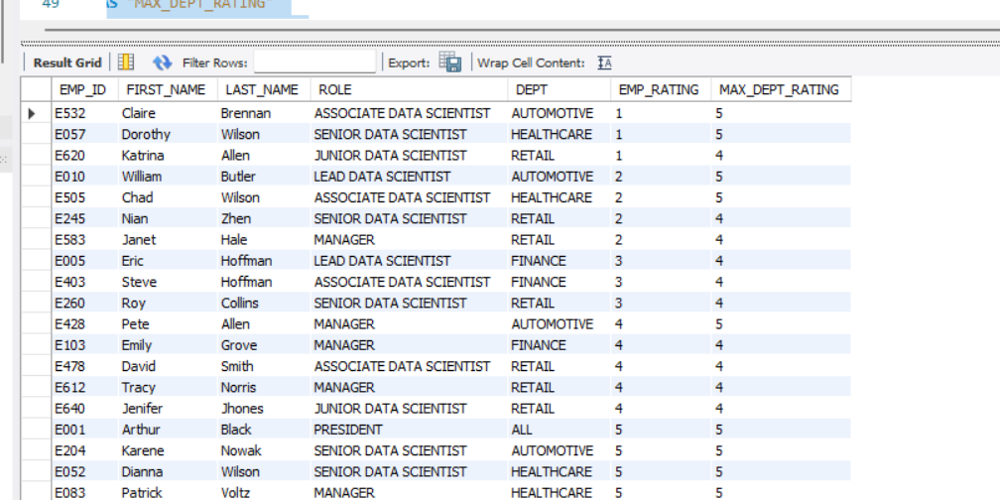 49 AS "MAX_DEPT_RATING"
Result Grid Filter Rows: Export: Wrap Cell Content: IA
EMP_ID FIRST_NAME LAST_NAME ROLE DEPT EMP_RATING MAX_DEPT_RATING
E532 Claire Brennan ASSOCIATE DATA SCIENTIST AUTOMOTIVE 1 5
E057 Dorothy Wilson SENIOR DATA SCIENTIST HEALTHCARE 1 5
E620 Katrina Allen JUNIOR DATA SCIENTIST RETAIL 1 4
E010 William Butler LEAD DATA SCIENTIST AUTOMOTIVE 2 5
E505 Chad Wilson ASSOCIATE DATA SCIENTIST HEALTHCARE 2 5
E245 Nian Zhen SENIOR DATA SCIENTIST RETAIL 2 4
E583 Janet Hale MANAGER RETAIL 2 4
E005 Eric Hoffman LEAD DATA SCIENTIST FINANCE 3 4
E403 Steve Hoffman ASSOCIATE DATA SCIENTIST FINANCE 3 4
E260 Roy Collins SENIOR DATA SCIENTIST RETAIL 3 4
E428 Pete Allen MANAGER AUTOMOTIVE 4 5
E103 Emily Grove MANAGER FINANCE 4 4
E478 David Smith ASSOCIATE DATA SCIENTIST RETAIL 4 4
E612 Tracy Norris MANAGER RETAIL 4 4
E640 Jenifer Jhones JUNIOR DATA SCIENTIST RETAIL 4 4
E001 Arthur Black PRESIDENT ALL 5 5
E204 Karene Nowak SENIOR DATA SCIENTIST AUTOMOTIVE 5 5
E052 Dianna Wilson SENIOR DATA SCIENTIST HEALTHCARE 5 5
E083 Patrick Voltz MANAGER HEALTHCARE 5 5